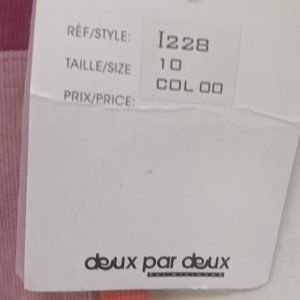 RÉF/STYLE: I228
TAILLE/SIZE 10
COL 00
PRIX/PRICE:
deux par deux